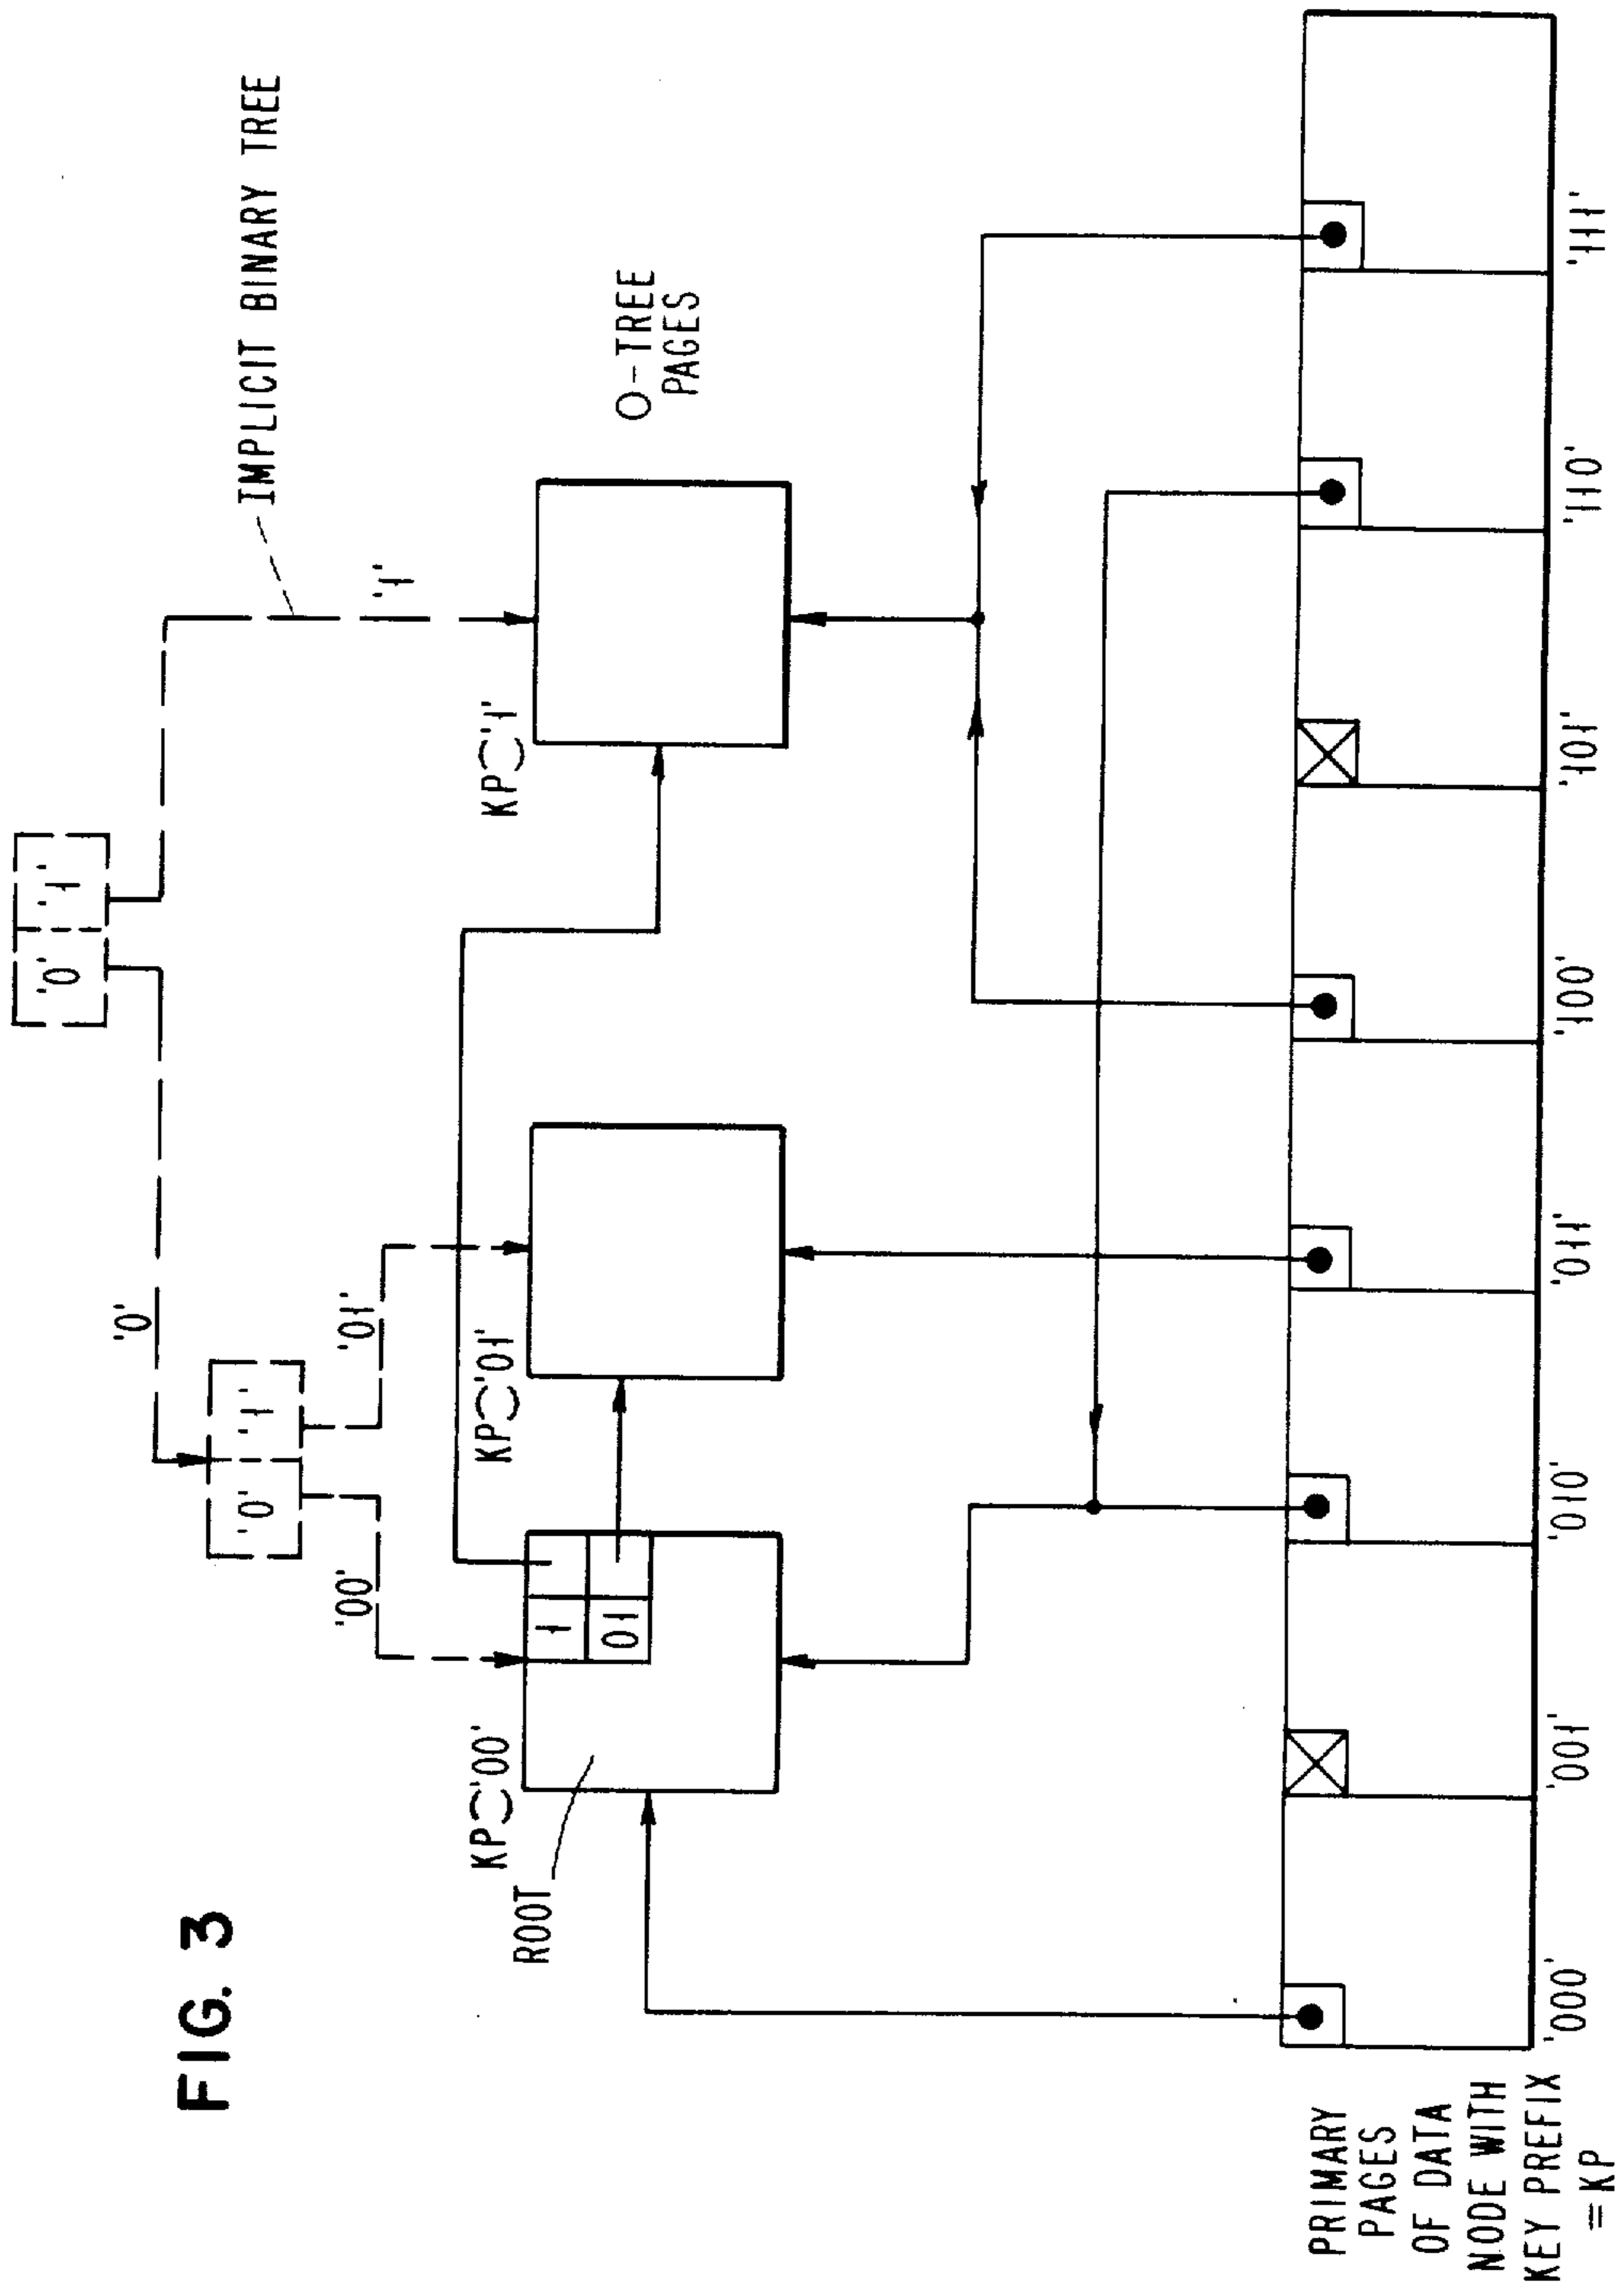 FIG. 3
'0' '1'
IMPLICIT BINARY TREE
'0'
'0' '1'
'00'
'01'
'1'
KP⌒'00'
KP⌒'01'
KP⌒'1'
ROOT
1
01
O-TREE
PAGES
PRIMARY
PAGES
OF DATA
NODE WITH
KEY PREFIX
=KP
'000' '001' '010' '011' '100' '101' '110' '111'